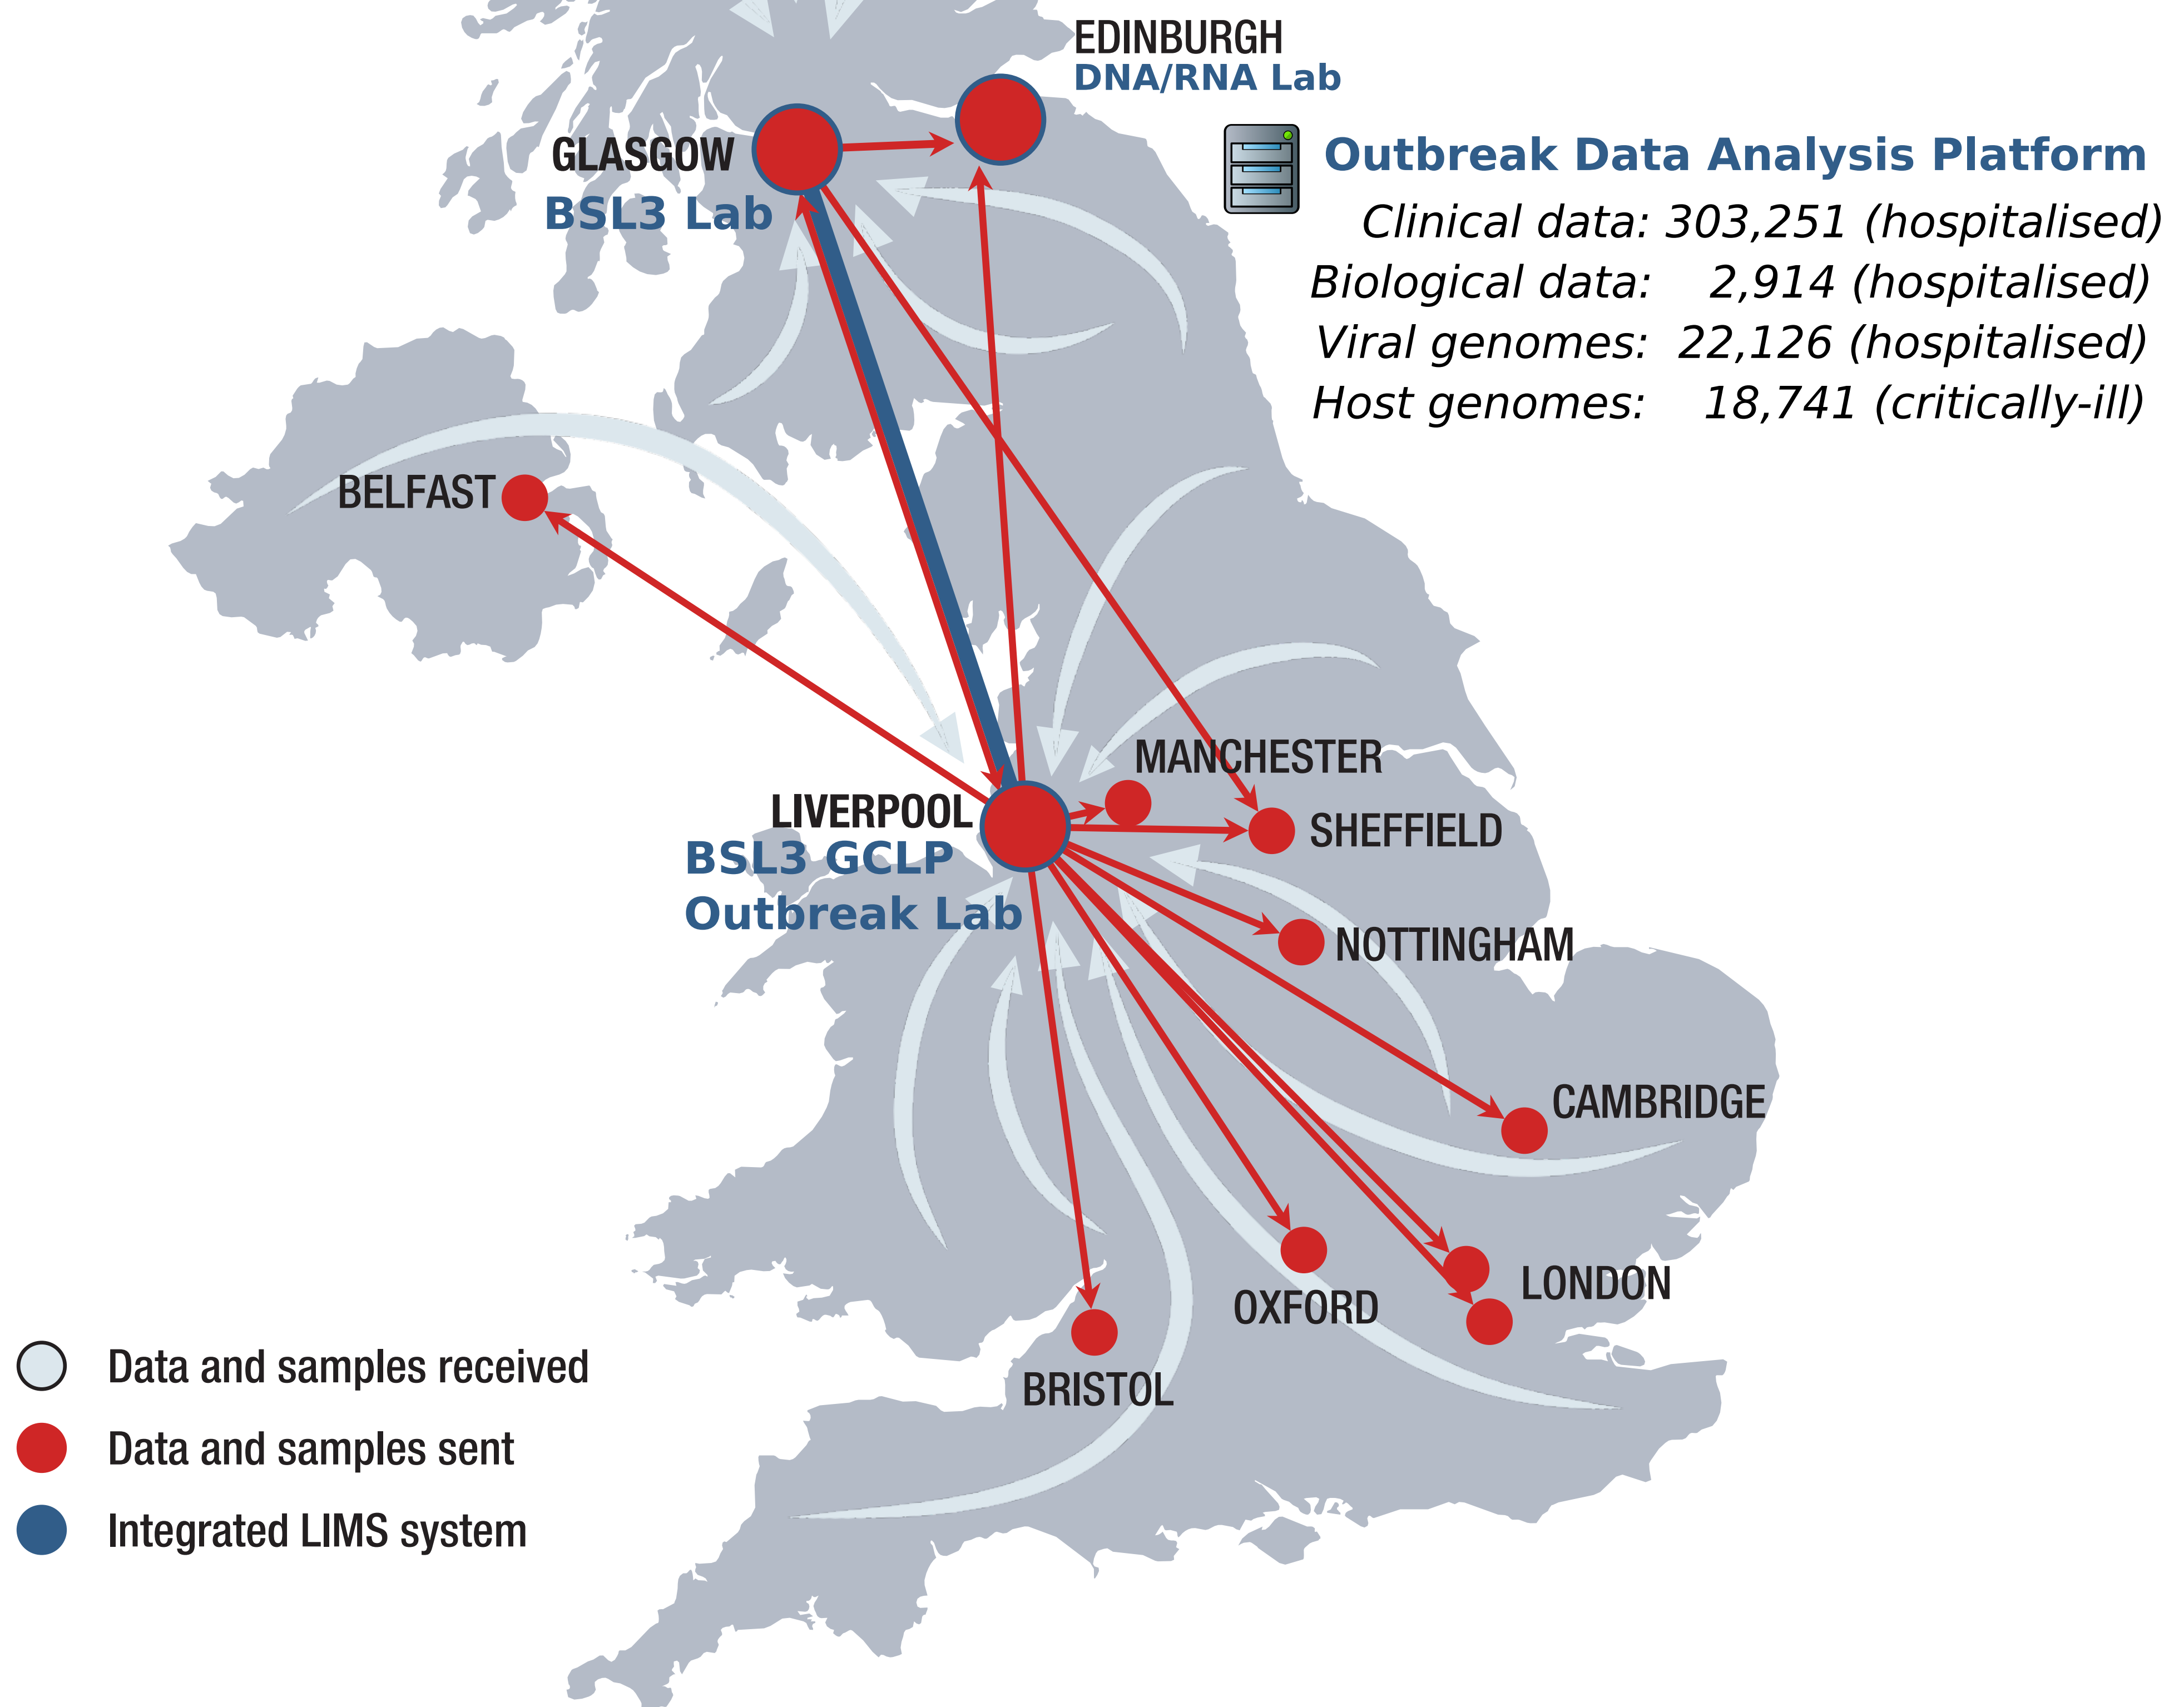 EDINBURGH
DNA/RNA Lab
GLASGOW
BSL3 Lab
Outbreak Data Analysis Platform
Clinical data: 303,251 (hospitalised)
Biological data: 2,914 (hospitalised)
Viral genomes: 22,126 (hospitalised)
Host genomes: 18,741 (critically-ill)
BELFAST
MANCHESTER
LIVERPOOL
BSL3 GCLP
Outbreak Lab
SHEFFIELD
NOTTINGHAM
CAMBRIDGE
LONDON
OXFORD
BRISTOL
Data and samples received
Data and samples sent
Integrated LIMS system